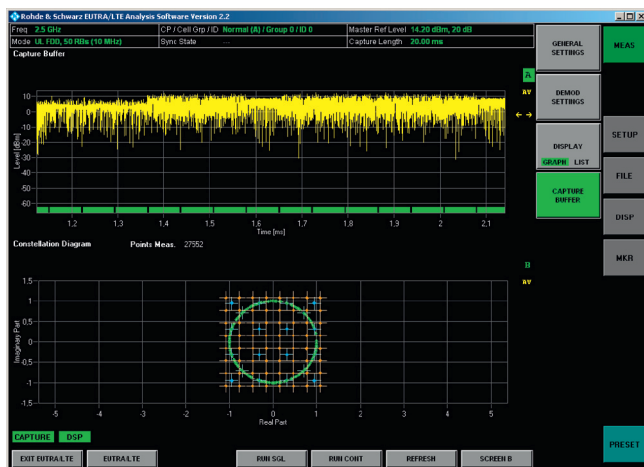 Rohde & Schwarz EUTRA/LTE Analysis Software Version 2.2
Freq 2.5 GHz CP / Cell Grp / ID Normal (A) / Group 0 / ID 0 Master Ref Level 14.20 dBm, 20 dB
Mode UL FDD, 50 RBs (10 MHz) Sync State --- Capture Length 20.00 ms
Capture Buffer
GENERAL SETTINGS
MEAS
A
AV
DEMOD SETTINGS
SETUP
DISPLAY
GRAPH LIST
FILE
CAPTURE BUFFER
DISP
MKR
Level [dBm]
10
0
-10
-20
-30
-40
-50
-60
1,2 1,3 1,4 1,5 1,6 1,7 1,8 1,9 2 2,1
Time [ms]
Constellation Diagram Points Meas. 27552
B
AV
Imaginary Part
1.5
1
0.5
0
-0.5
-1
-1.5
-5 -4 -3 -2 -1 0 1 2 3 4 5
Real Part
CAPTURE DSP
PRESET
EXIT EUTRA/LTE EUTRA/LTE RUN SGL RUN CONT REFRESH SCREEN B